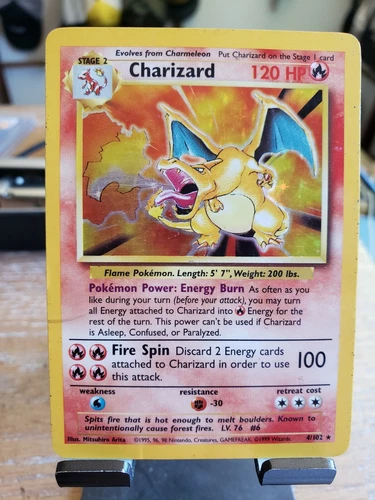 Evolves from Charmeleon Put Charizard on the Stage 1 card
STAGE 2
Charizard 120 HP
Flame Pokémon. Length: 5' 7", Weight: 200 lbs.
Pokémon Power: Energy Burn As often as you
like during your turn (before your attack), you may turn
all Energy attached to Charizard into Energy for the
rest of the turn. This power can't be used if Charizard
is Asleep, Confused, or Paralyzed.
Fire Spin Discard 2 Energy cards
attached to Charizard in order to use
this attack.
100
weakness resistance retreat cost
-30
Spits fire that is hot enough to melt boulders. Known to
unintentionally cause forest fires. LV. 76 #6
Illus. Mitsuhiro Arita ©1995, 96, 98 Nintendo, Creatures, GAMEFREAK. ©1999 Wizards. 4/102 ★